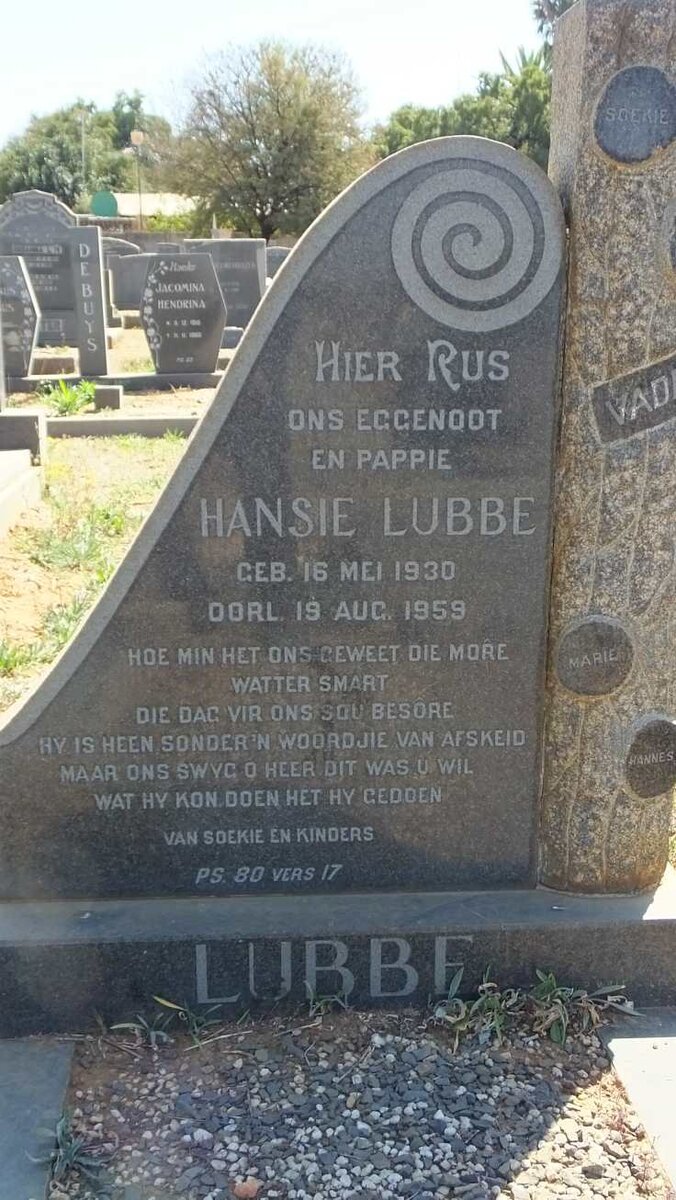 HIER RUS
ONS EGGENOOT
EN PAPPIE
HANSIE LUBBE
GEB. 16 MEI 1930
OORL. 19 AUG. 1959
HOE MIN HET ONS GEWEET DIE MÔRE
WATTER SMART
DIE DAG VIR ONS SOU BESORE
HY IS HEEN SONDER 'N WOORDJIE VAN AFSKEID
MAAR ONS SWYG O HEER DIT WAS U WIL
WAT HY KON DOEN HET HY GEDOEN
VAN SOEKIE EN KINDERS
PS. 80 VERS 17
LUBBE
SOEKIE
MARIE
HANNES
DE BUYS
JACOMINA
HENDRINA